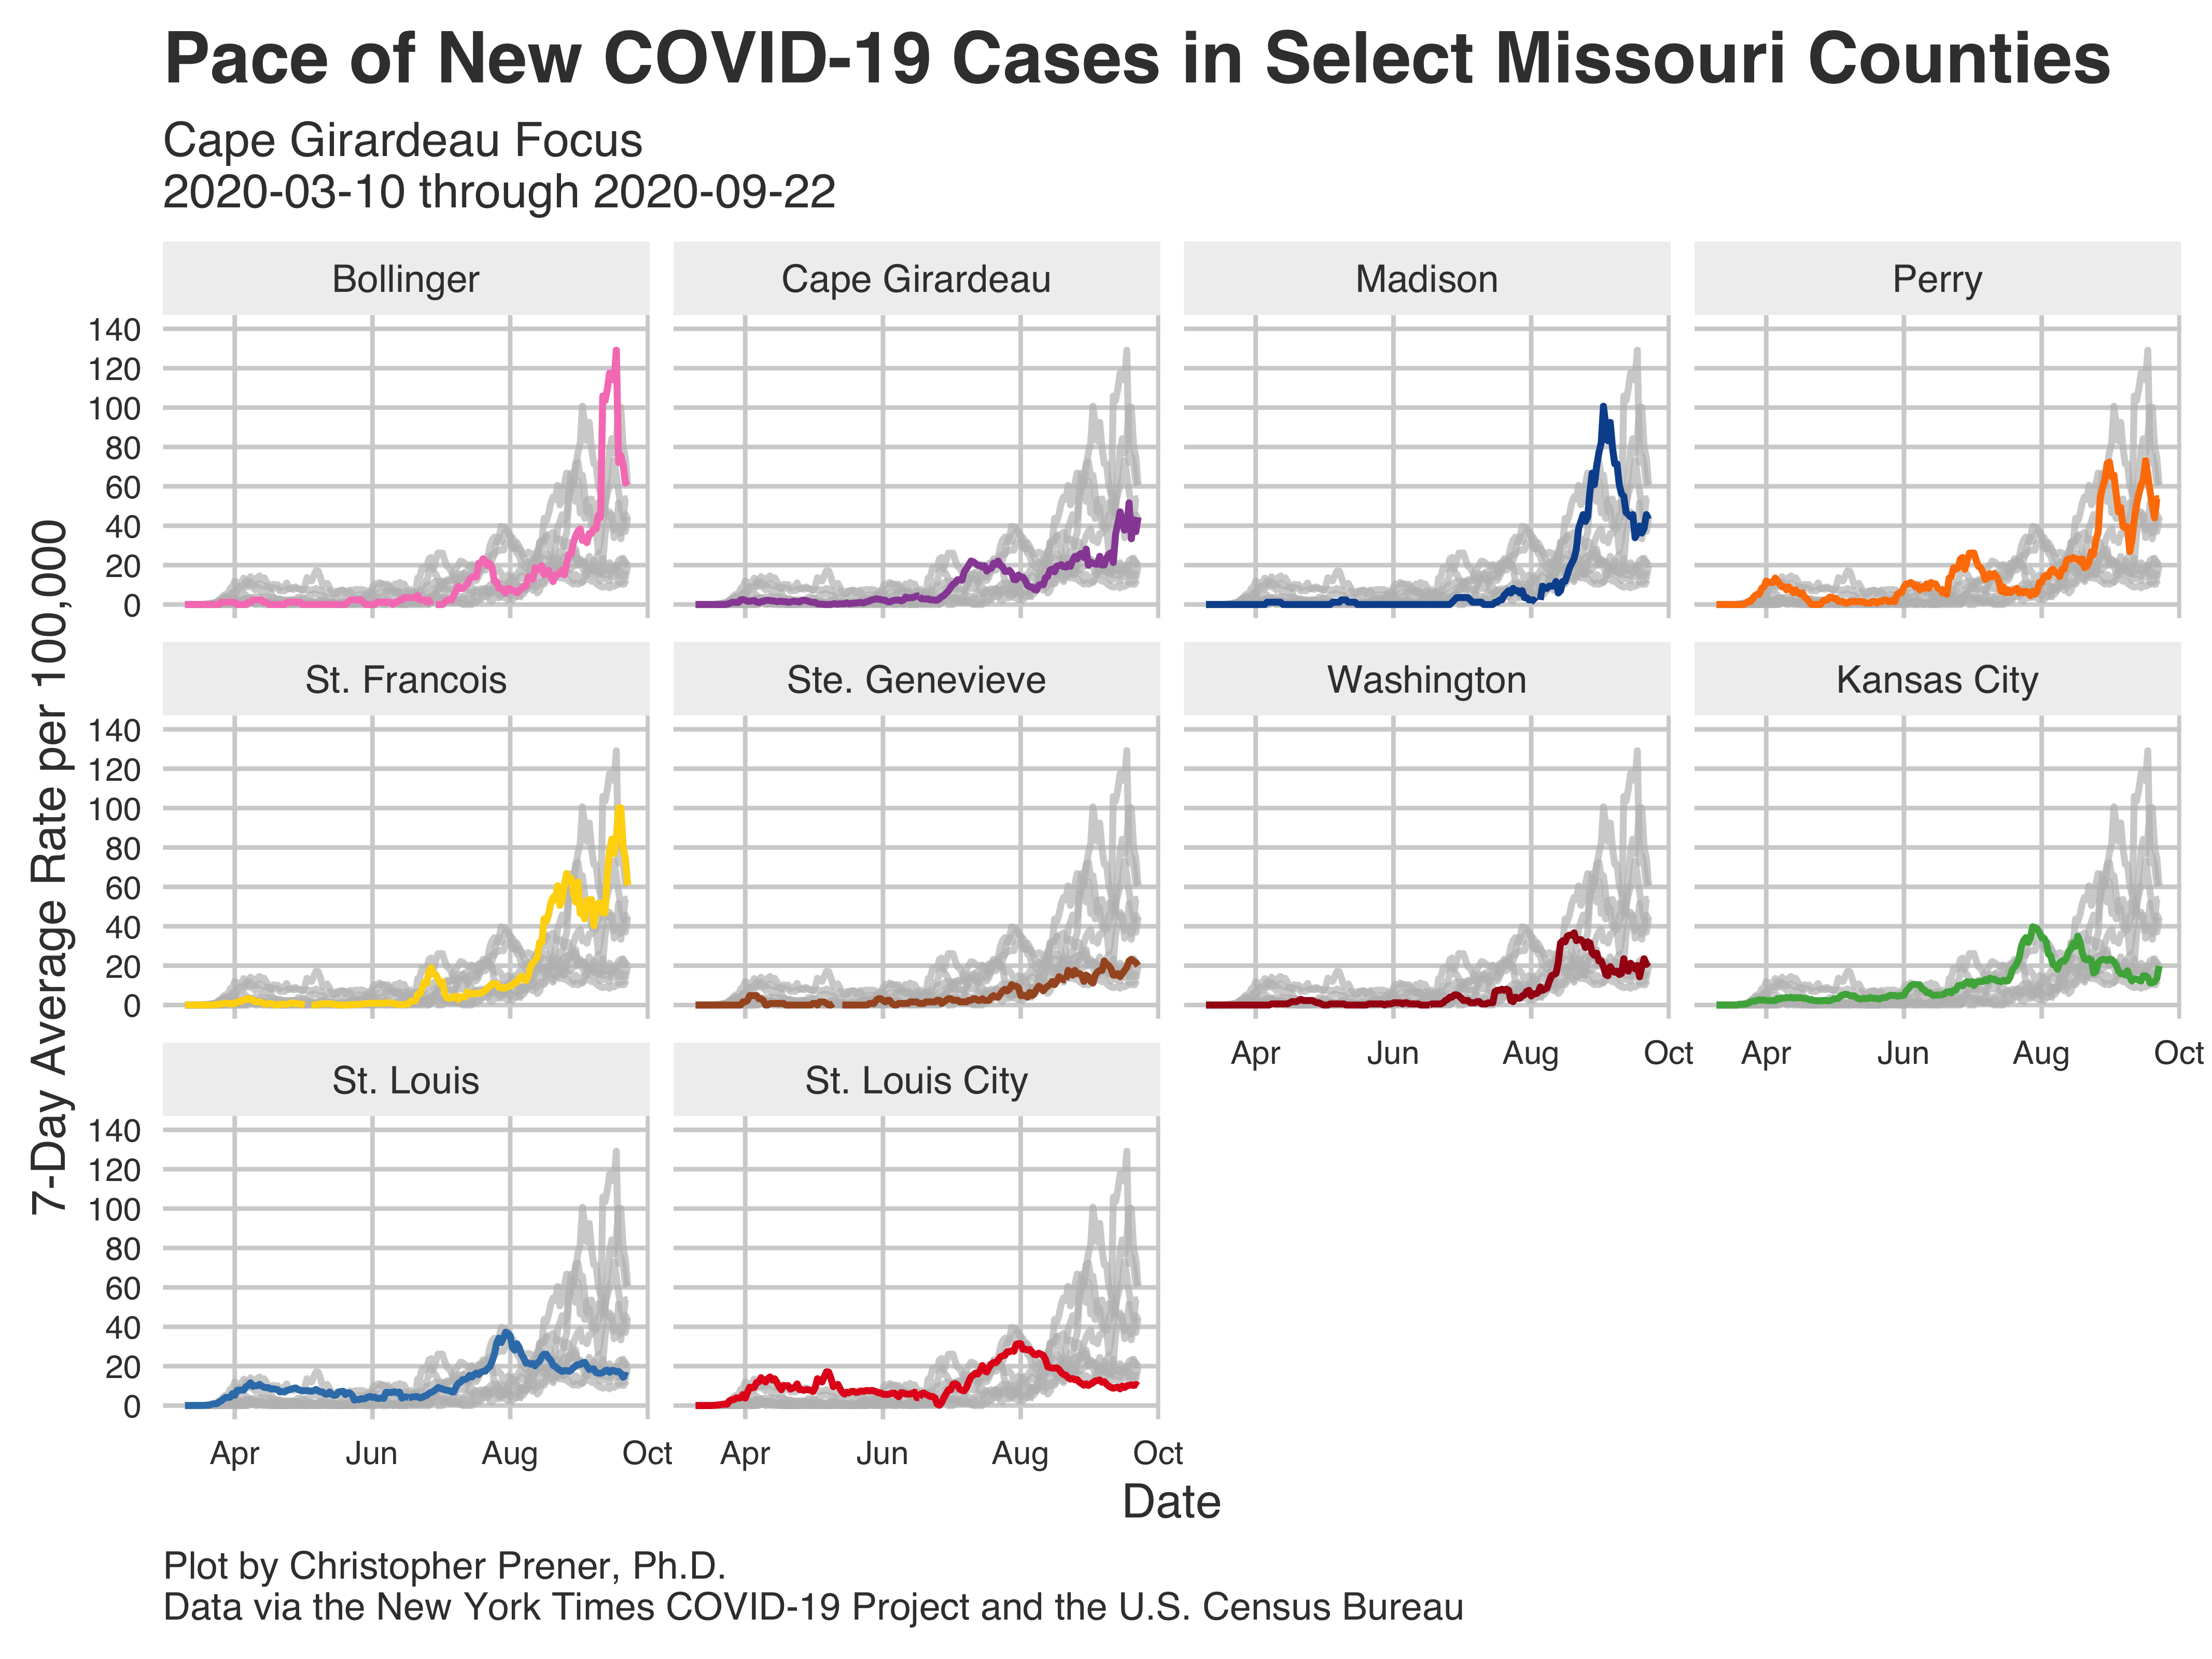 Pace of New COVID-19 Cases in Select Missouri Counties
Cape Girardeau Focus
2020-03-10 through 2020-09-22
Bollinger
Cape Girardeau
Madison
Perry
140
120
100
80
60
40
20
0
St. Francois
Ste. Genevieve
Washington
Kansas City
140
120
100
80
60
40
20
0
Apr
Jun
Aug
Oct
Apr
Jun
Aug
Oct
St. Louis
St. Louis City
140
120
100
80
60
40
20
0
Apr
Jun
Aug
Oct
Apr
Jun
Aug
Oct
7-Day Average Rate per 100,000
Date
Plot by Christopher Prener, Ph.D.
Data via the New York Times COVID-19 Project and the U.S. Census Bureau